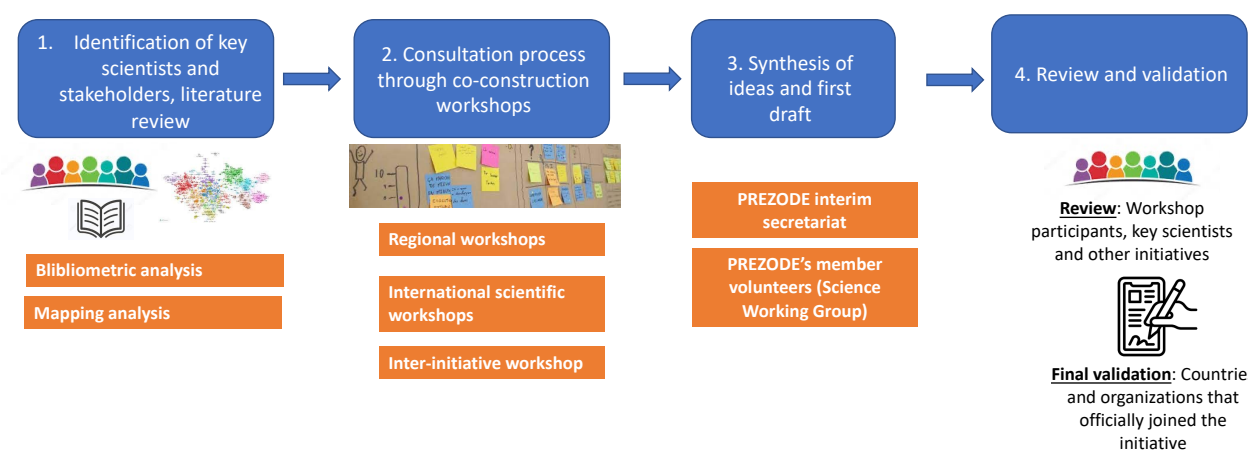 1. Identification of key
scientists and
stakeholders, literature
review
2. Consultation process
through co-construction
workshops
3. Synthesis of
ideas and first
draft
4. Review and validation
10
5
0
Blibliometric analysis
Mapping analysis
Regional workshops
International scientific
workshops
Inter-initiative workshop
PREZODE interim
secretariat
PREZODE's member
volunteers (Science
Working Group)
Review: Workshop
participants, key scientists
and other initiatives
Final validation: Countrie
and organizations that
officially joined the
initiative